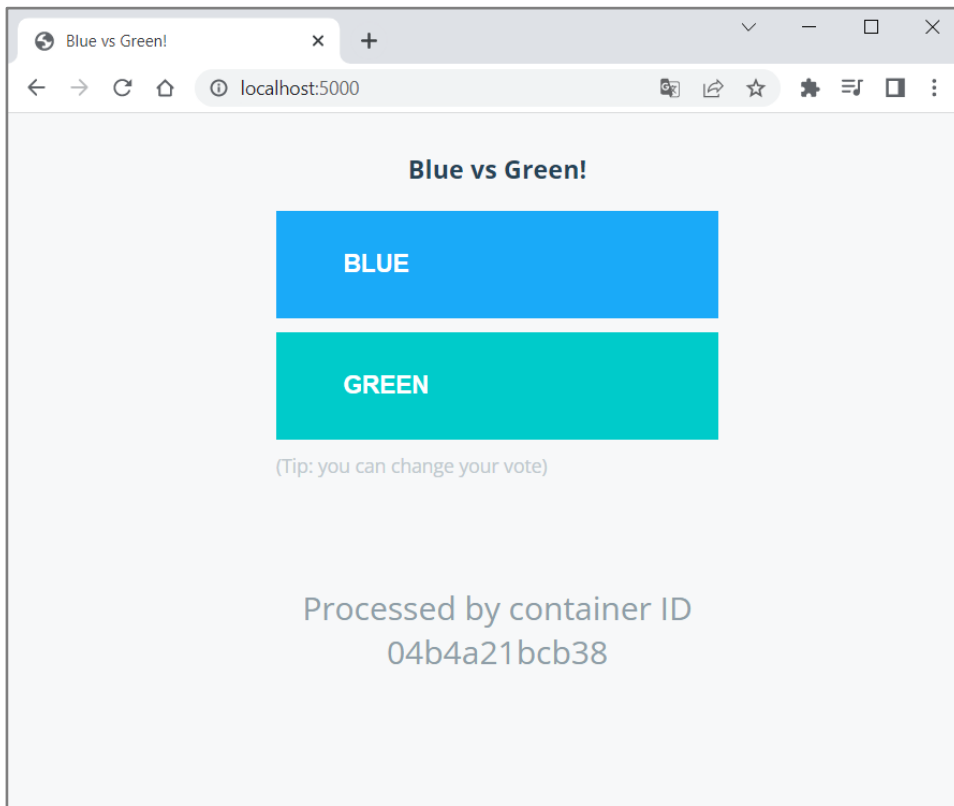 Blue vs Green!
localhost:5000
Blue vs Green!
BLUE
GREEN
(Tip: you can change your vote)
Processed by container ID
04b4a21bcb38